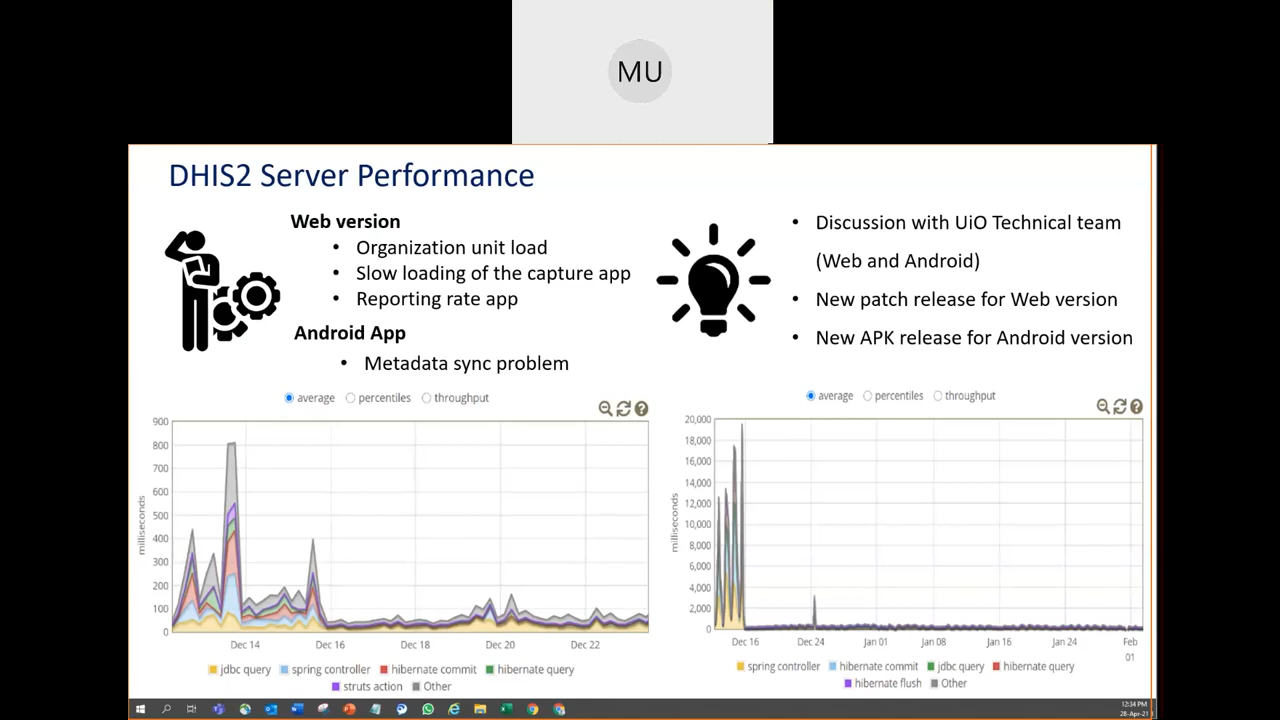 MU
DHIS2 Server Performance
Web version
• Organization unit load
• Slow loading of the capture app
• Reporting rate app
Android App
• Metadata sync problem
• Discussion with UiO Technical team
(Web and Android)
• New patch release for Web version
• New APK release for Android version
average percentiles throughput
900
800
700
600
500
400
300
200
100
0
milliseconds
Dec 14 Dec 16 Dec 18 Dec 20 Dec 22
jdbc query spring controller hibernate commit hibernate query
struts action Other
average percentiles throughput
20,000
18,000
16,000
14,000
12,000
10,000
8,000
6,000
4,000
2,000
0
milliseconds
Dec 16 Dec 24 Jan 01 Jan 08 Jan 16 Jan 24 Feb
01
spring controller hibernate commit jdbc query hibernate query
hibernate flush Other
12:34 PM
28-Apr-21